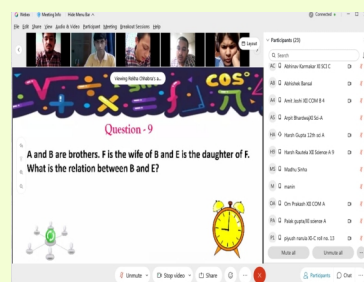 Webex Meeting Info Hide Menu Bar
Connected
File Edit Share View Audio & Video Participant Meeting Breakout Sessions Help
Layout
Participants (25)
Search
Viewing Rekha Chhabra's a...
Abhinav Karmakar XI SCI C
Abhishek Bansal
Amrit Joshi XII COM B 4
Arpit Bhardwaj XI Sc-A
Harsh Gupta 12th sci A
Harsh Rautela XII Science-A 9
Madhu Sinha
manin
Om Prakash XII COM A
Palak gupta/XI science A
piyush narula XI-C roll no. 13
cos
Question - 9
A and B are brothers. F is the wife of B and E is the daughter of F.
What is the relation between B and E?
Mute all Unmute all
Unmute Stop video Share
Participants Chat